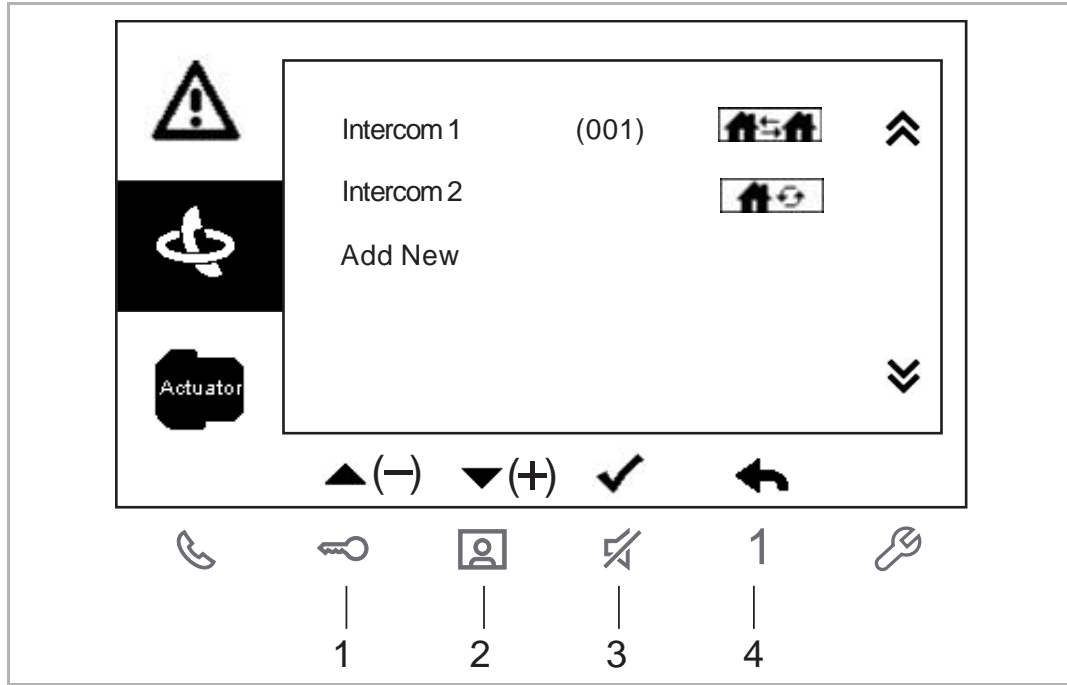 Intercom 1 (001)
Intercom 2
Add New
Actuator
(−) (+)
1
1 2 3 4